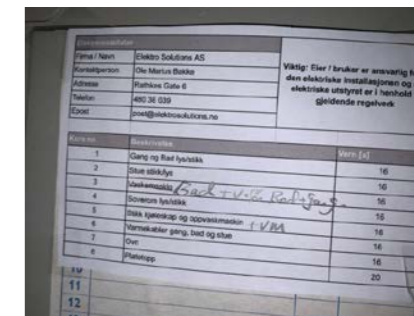 Firma / Navn Elektro Solutions AS
Kontaktperson Ole Marius Bakke
Adresse Rathkes Gate 6
Telefon 480 36 039
Epost post@elektrosolutions.no
Viktig: Eier / bruker er ansvarlig f
den elektriske installasjonen og
elektriske utstyret er i henhold
gjeldende regelverk
Kurs nr. Beskrivelse Vern [A]
1 Gang og Bad lys/stikk 16
2 Stue stikk/lys 16
3 Vaskemaskin Bad + Bad + gang 16
4 Soverom lys/stikk 16
5 Stikk kjøleskap og oppvaskmaskin + VM 16
6 Varmekabler gang, bad og stue 16
7 Ovn 16
8 Platetopp 20
10
11
12